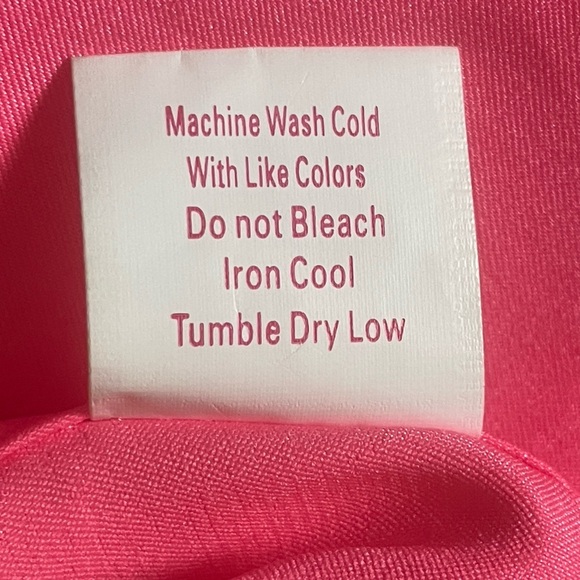 Machine Wash Cold
With Like Colors
Do not Bleach
Iron Cool
Tumble Dry Low